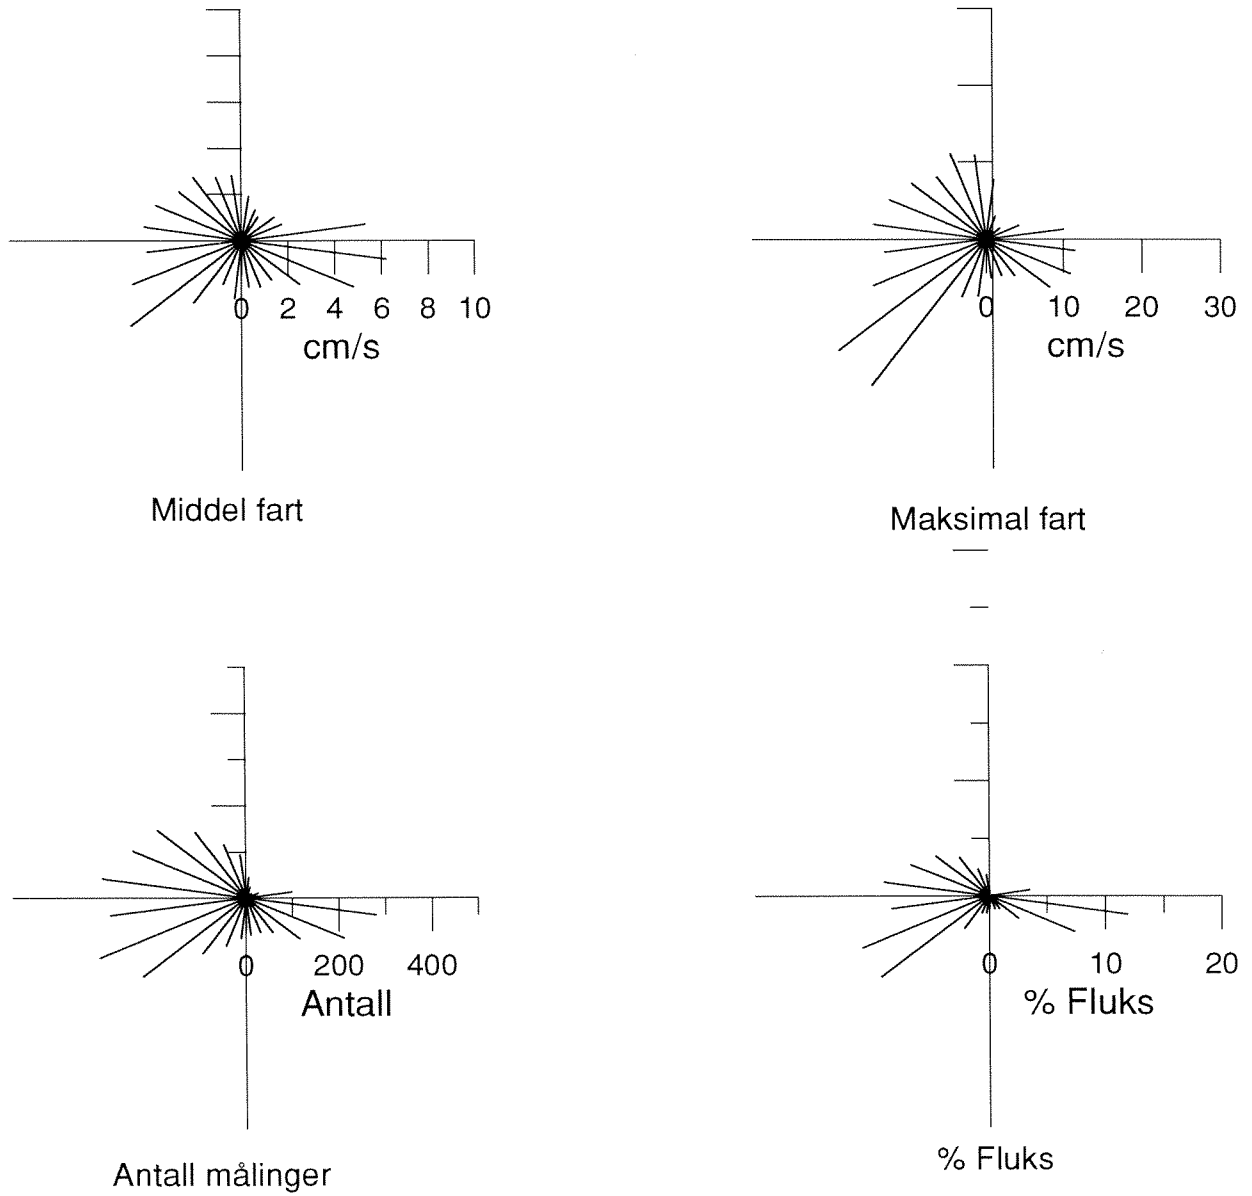 0 2 4 6 8 10
cm/s
Middel fart
0 10 20 30
cm/s
Maksimal fart
0 200 400
Antall
Antall målinger
0 10 20
% Fluks
% Fluks